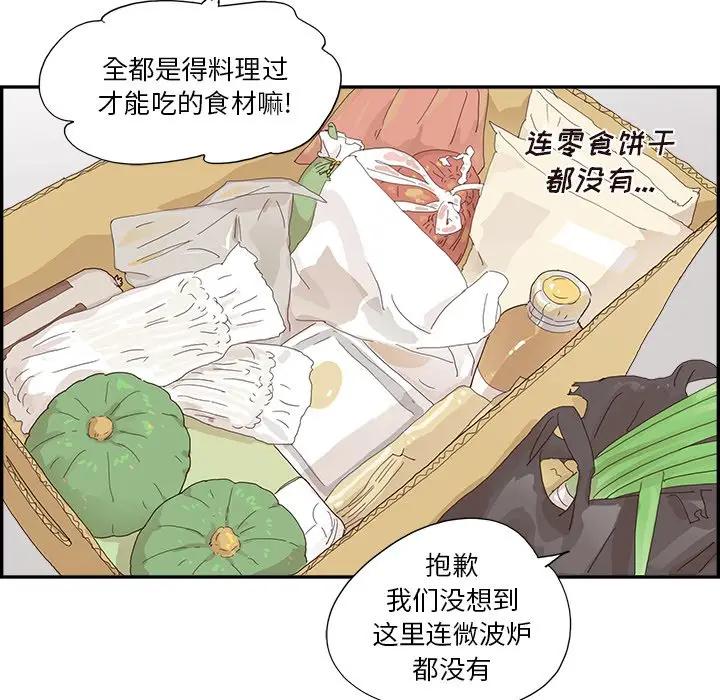 全都是得料理过
才能吃的食材嘛!
连零食饼干
都没有...
抱歉
我们没想到
这里连微波炉
都没有